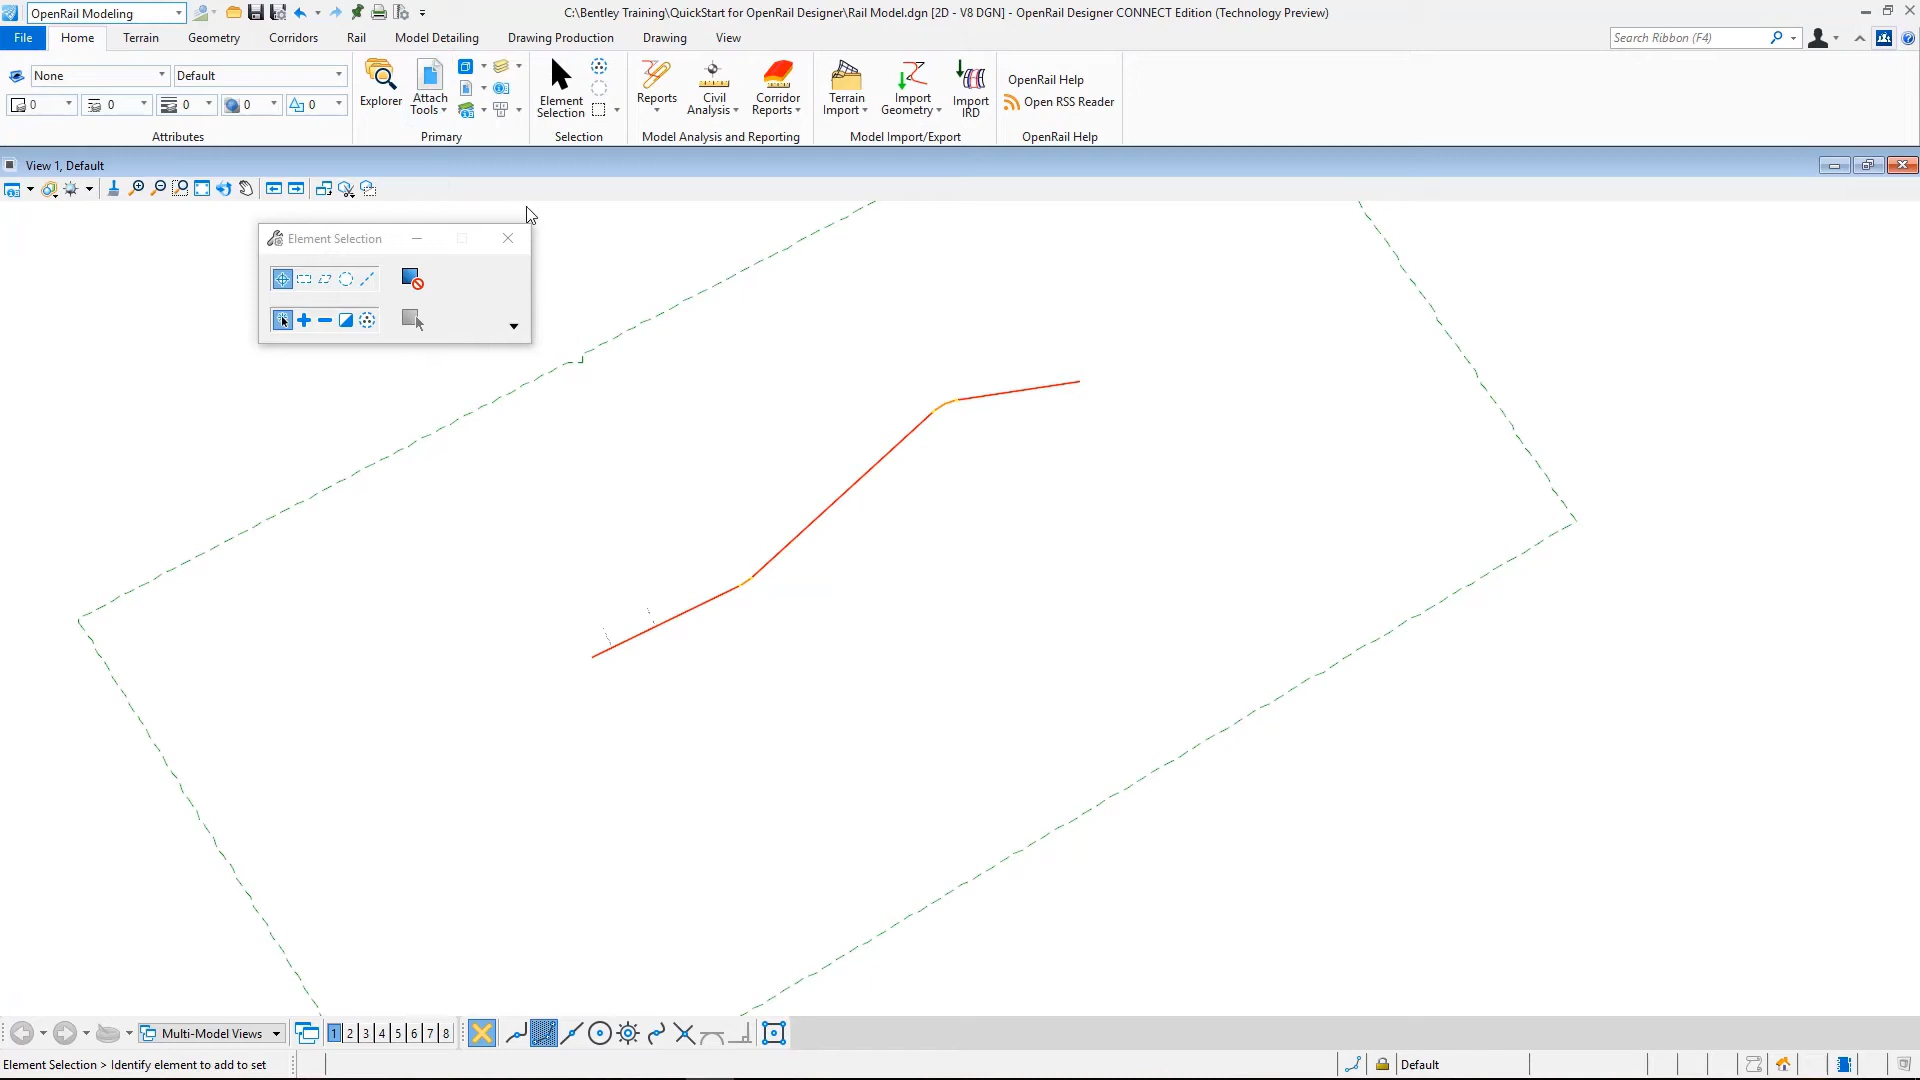 OpenRail Modeling
C:\Bentley Training\QuickStart for OpenRail Designer\Rail Model.dgn [2D - V8 DGN] - OpenRail Designer CONNECT Edition (Technology Preview)
File Home Terrain Geometry Corridors Rail Model Detailing Drawing Production Drawing View
Search Ribbon (F4)
None Default
0 0 0 0 0
Attributes
Explorer
Attach Tools
Primary
Element Selection
Selection
Reports
Civil Analysis
Corridor Reports
Model Analysis and Reporting
Terrain Import
Import Geometry
Import IRD
Model Import/Export
OpenRail Help
Open RSS Reader
OpenRail Help
View 1, Default
Element Selection
Multi-Model Views
1 2 3 4 5 6 7 8
Element Selection > Identify element to add to set
Default